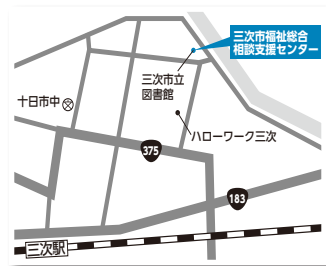 三次市福祉総合
相談支援センター
三次市立
図書館
十日市中
ハローワーク三次
375
183
三次駅